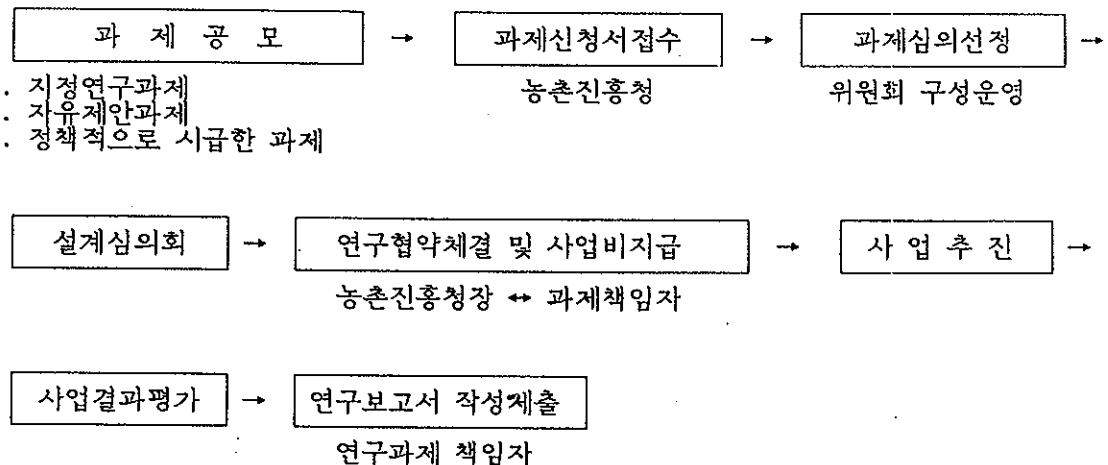 과 제 공 모 → 과제신청서접수 → 과제심의선정 →
. 지정연구과제 농촌진흥청 위원회 구성운영
. 자유제안과제
. 정책적으로 시급한 과제
설계심의회 → 연구협약체결 및 사업비지급 → 사 업 추 진 →
농촌진흥청장 ↔ 과제책임자
사업결과평가 → 연구보고서 작성제출
연구과제 책임자